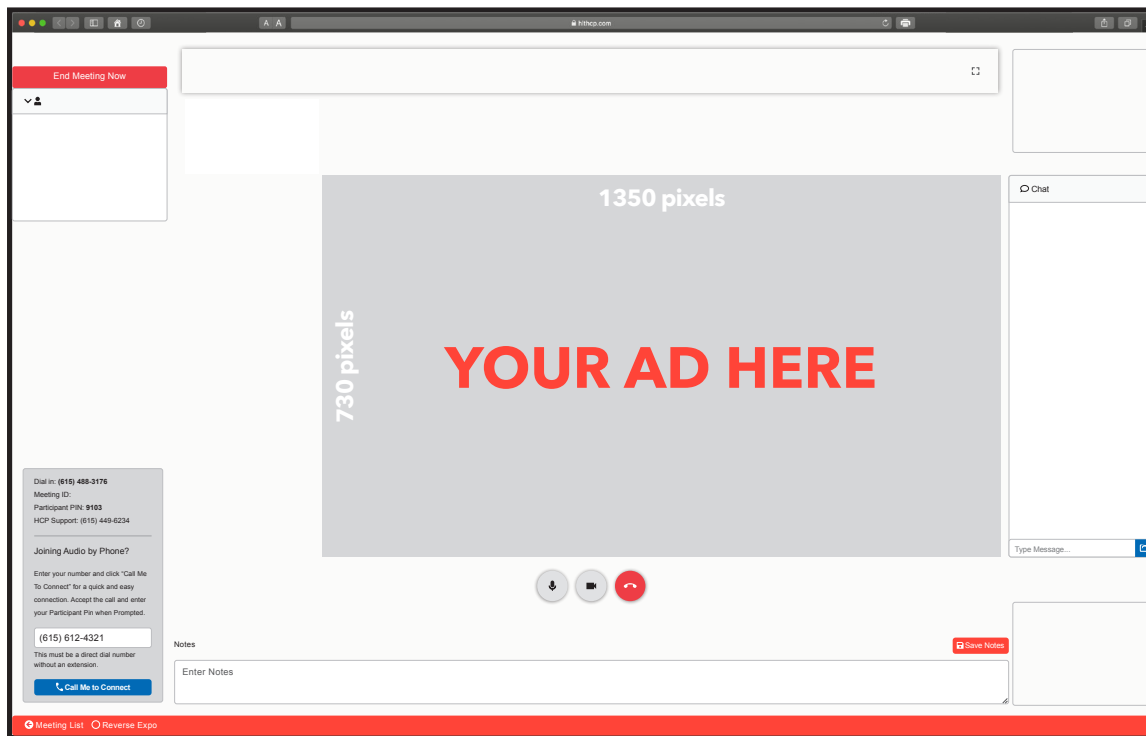 A A
hithcp.com
End Meeting Now
1350 pixels
730 pixels
YOUR AD HERE
Chat
Type Message...
Dial in: (615) 488-3176
Meeting ID:
Participant PIN: 9103
HCP Support: (615) 449-6234
Joining Audio by Phone?
Enter your number and click "Call Me
To Connect" for a quick and easy
connection. Accept the call and enter
your Participant Pin when Prompted.
(615) 612-4321
This must be a direct dial number
without an extension.
Call Me to Connect
Notes
Save Notes
Enter Notes
Meeting List Reverse Expo